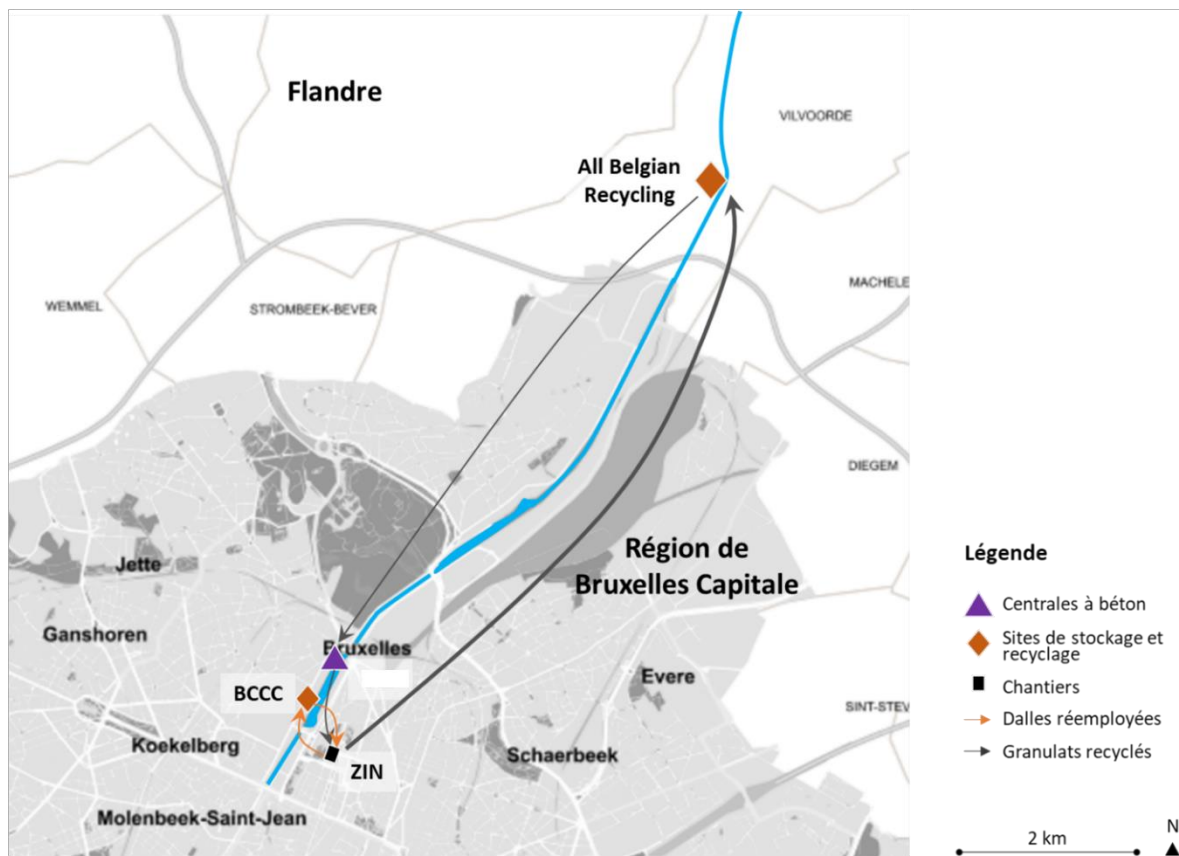 Flandre
VILVOORDE
All Belgian
Recycling
MACHELE
WEMMEL
STROMBEEK-BEVER
DIEGEM
Région de
Bruxelles Capitale
Jette
Ganshoren
Bruxelles
Evere
BCCC
SINT-STEV
Koekelberg
Schaerbeek
ZIN
Molenbeek-Saint-Jean
Légende
Centrales à béton
Sites de stockage et
recyclage
Chantiers
Dalles réemployées
Granulats recyclés
2 km
N